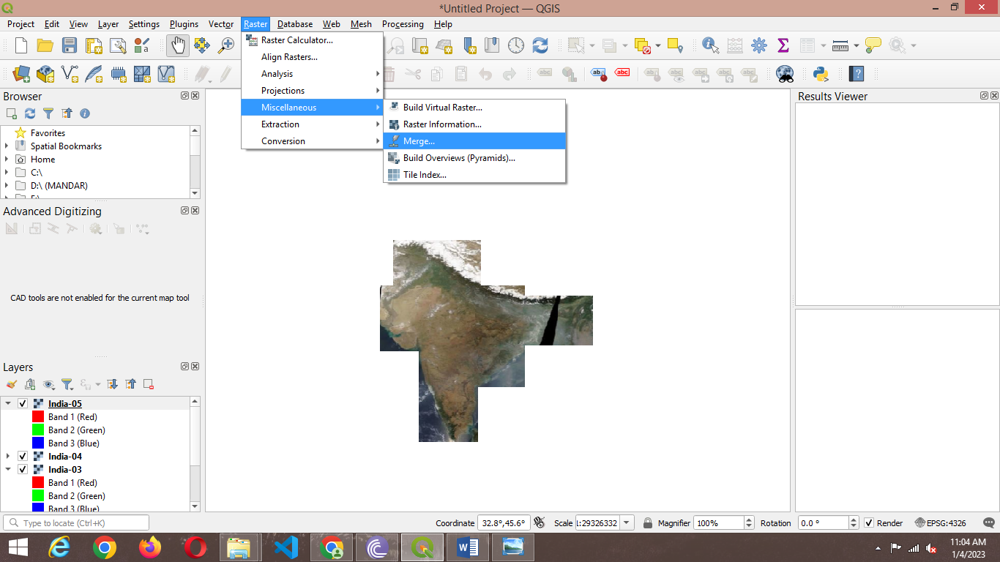 *Untitled Project — QGIS
Project Edit View Layer Settings Plugins Vector Raster Database Web Mesh Processing Help
Raster Calculator...
Align Rasters...
Analysis
Projections
Miscellaneous
Extraction
Conversion
Build Virtual Raster...
Raster Information...
Merge...
Build Overviews (Pyramids)...
Tile Index...
abc
ab
abc
Browser
Favorites
Spatial Bookmarks
Home
C:\
D:\ (MANDAR)
Advanced Digitizing
CAD tools are not enabled for the current map tool
Layers
India-05
Band 1 (Red)
Band 2 (Green)
Band 3 (Blue)
India-04
India-03
Band 1 (Red)
Band 2 (Green)
Band 3 (Blue)
Results Viewer
Type to locate (Ctrl+K)
Coordinate 32.8°,45.6° Scale 1:29326332 Magnifier 100% Rotation 0.0 ° Render EPSG:4326
11:04 AM
1/4/2023